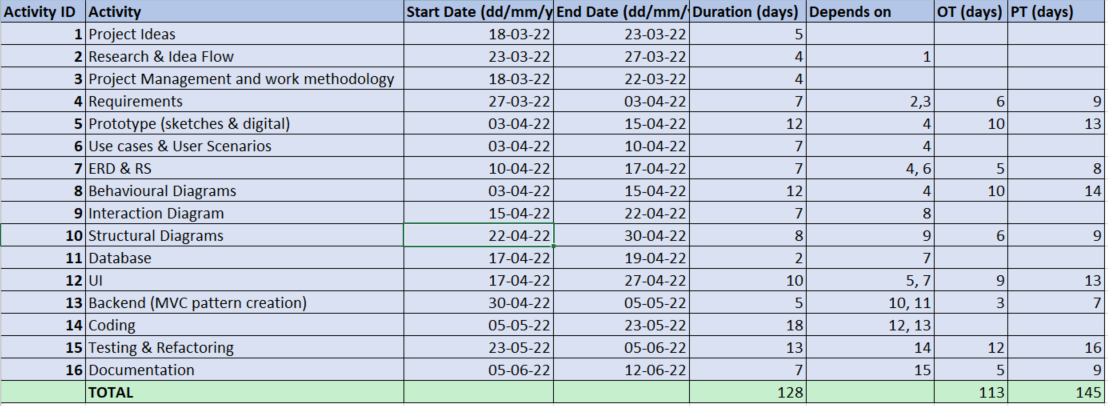 Activity ID Activity Start Date (dd/mm/y End Date (dd/mm/ Duration (days) Depends on OT (days) PT (days)
1 Project Ideas 18-03-22 23-03-22 5
2 Research & Idea Flow 23-03-22 27-03-22 4 1
3 Project Management and work methodology 18-03-22 22-03-22 4
4 Requirements 27-03-22 03-04-22 7 2,3 6 9
5 Prototype (sketches & digital) 03-04-22 15-04-22 12 4 10 13
6 Use cases & User Scenarios 03-04-22 10-04-22 7 4
7 ERD & RS 10-04-22 17-04-22 7 4, 6 5 8
8 Behavioural Diagrams 03-04-22 15-04-22 12 4 10 14
9 Interaction Diagram 15-04-22 22-04-22 7 8
10 Structural Diagrams 22-04-22 30-04-22 8 9 6 9
11 Database 17-04-22 19-04-22 2 7
12 UI 17-04-22 27-04-22 10 5, 7 9 13
13 Backend (MVC pattern creation) 30-04-22 05-05-22 5 10, 11 3 7
14 Coding 05-05-22 23-05-22 18 12, 13
15 Testing & Refactoring 23-05-22 05-06-22 13 14 12 16
16 Documentation 05-06-22 12-06-22 7 15 5 9
TOTAL 128 113 145